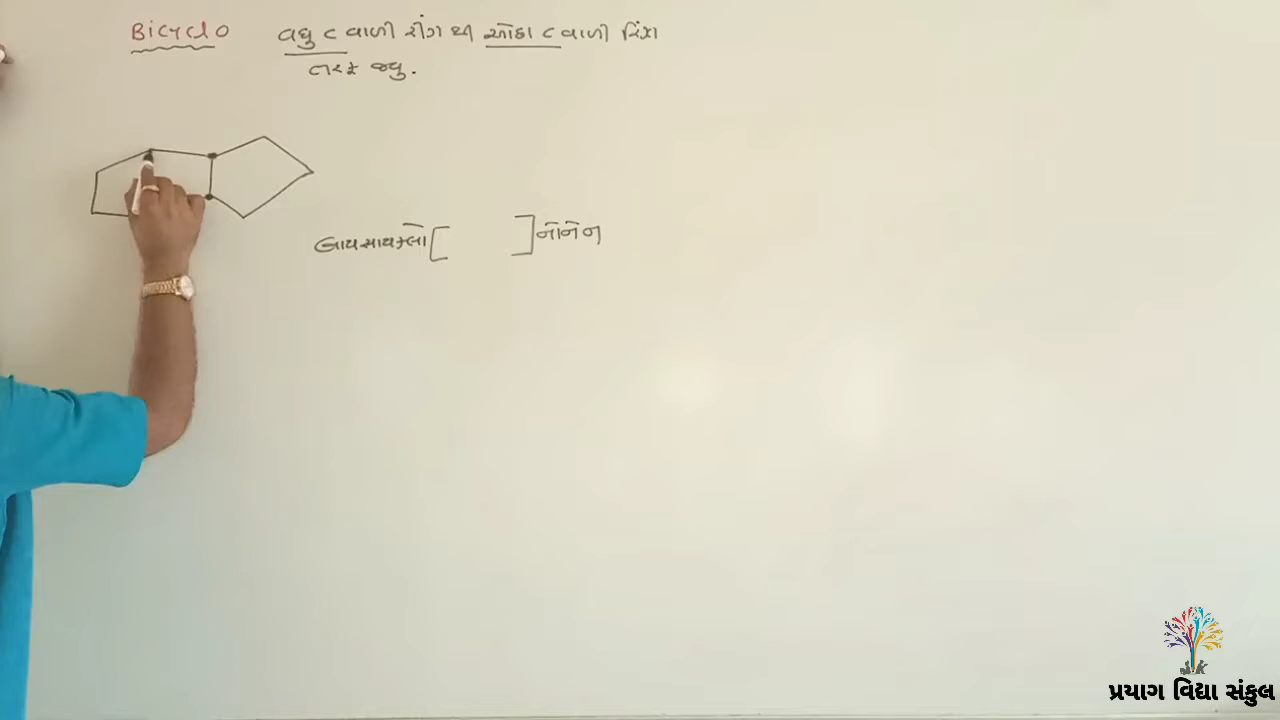 Bicyclo વધુ C વાળી રીંગ થી ઓછા C વાળી રિંગ
તરફ જવુ.
બાયસાયક્લો [ ] નોનેન
પ્રયાગ વિદ્યા સંકુલ